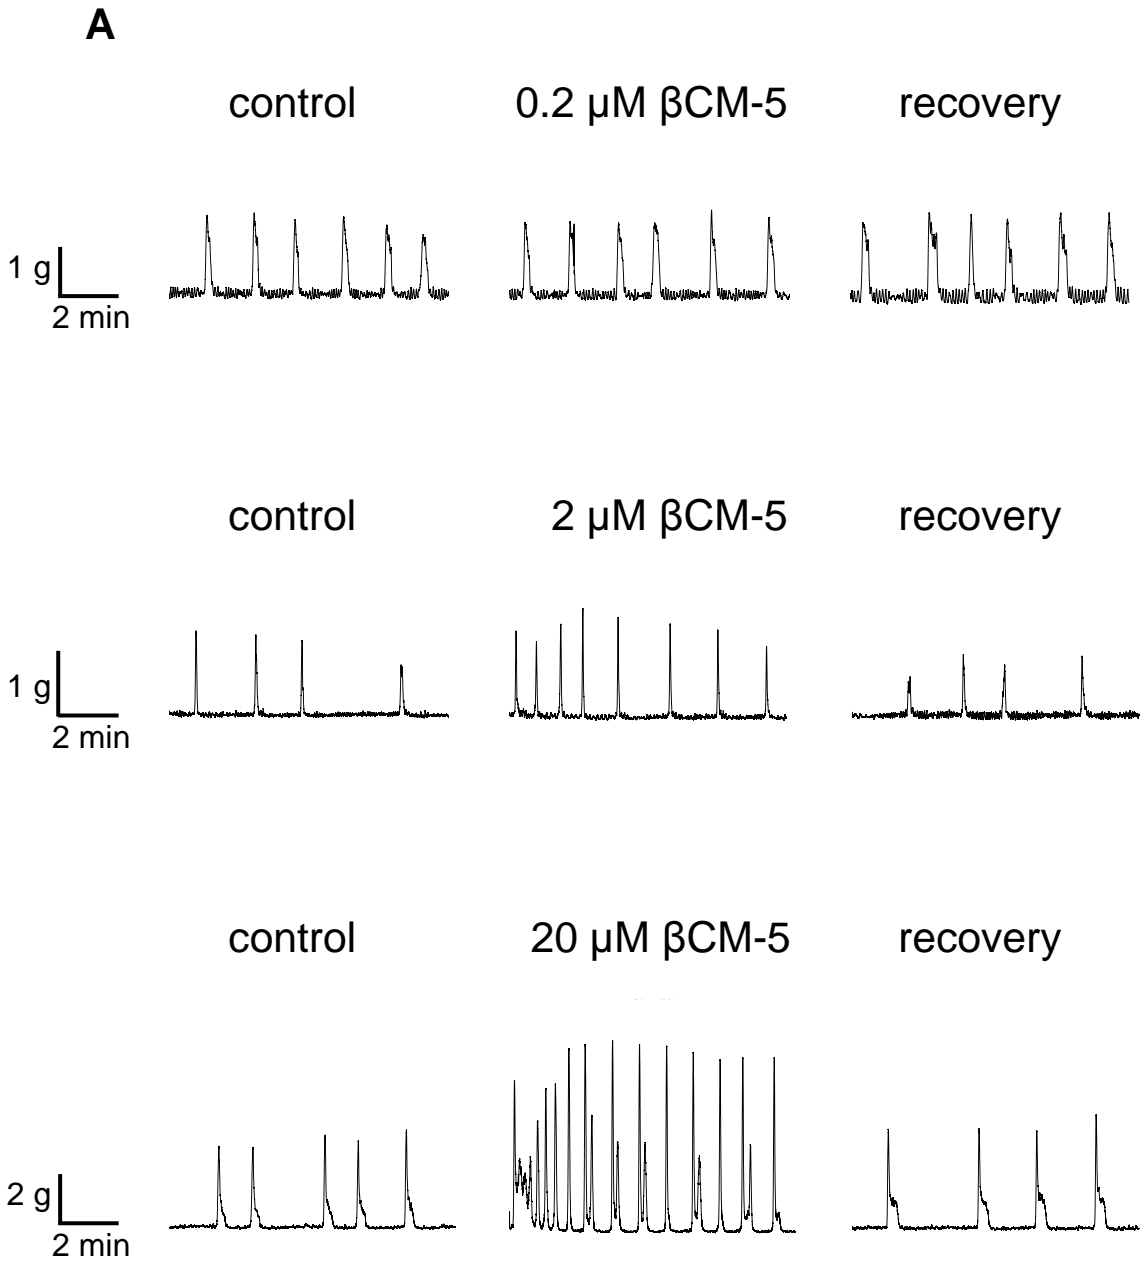 A
control 0.2 µM βCM-5 recovery
1 g
2 min
control 2 µM βCM-5 recovery
1 g
2 min
control 20 µM βCM-5 recovery
2 g
2 min